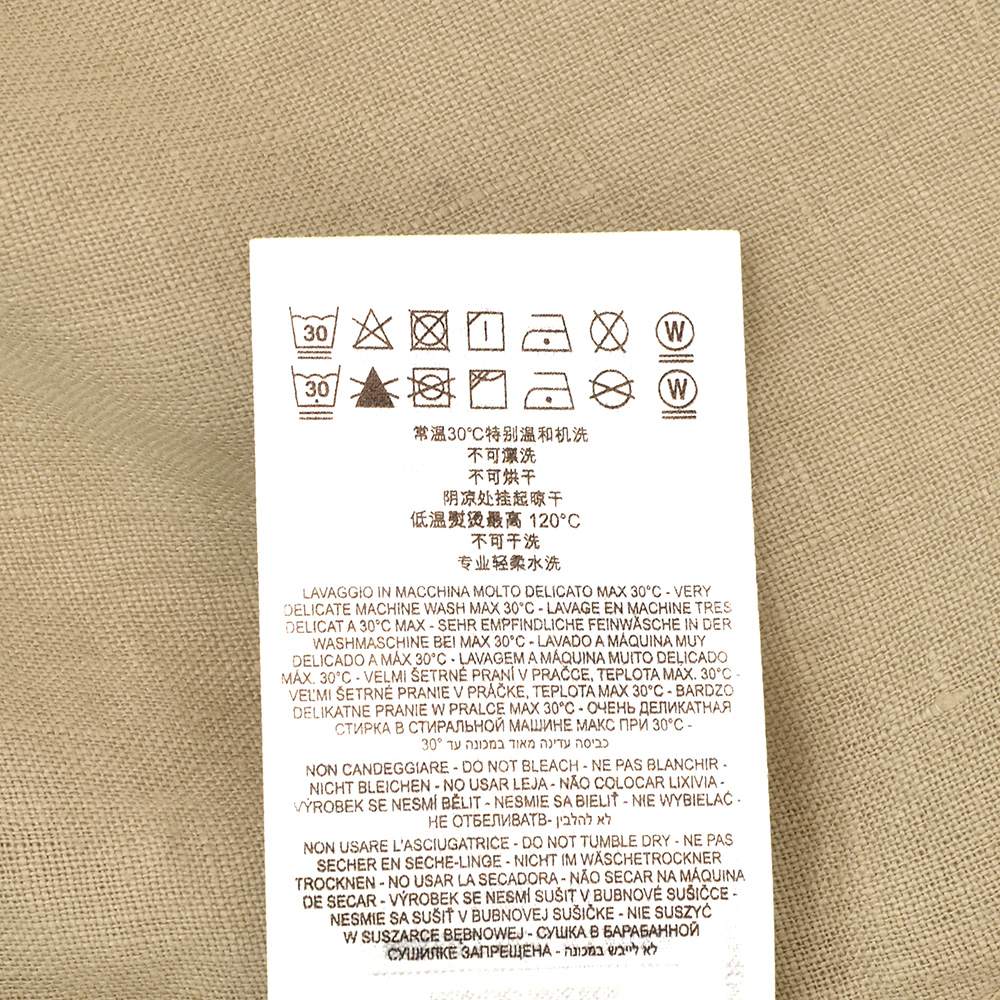 30 W
30 W
常温30°C特别温和机洗
不可漂洗
不可烘干
阴凉处挂起晾干
低温熨烫最高 120°C
不可干洗
专业轻柔水洗
LAVAGGIO IN MACCHINA MOLTO DELICATO MAX 30°C - VERY
DELICATE MACHINE WASH MAX 30°C - LAVAGE EN MACHINE TRES
DELICAT A 30°C MAX - SEHR EMPFINDLICHE FEINWÄSCHE IN DER
WASHMASCHINE BEI MAX 30°C - LAVADO A MÁQUINA MUY
DELICADO A MÁX 30°C - LAVAGEM A MÁQUINA MUITO DELICADO
MÁX. 30°C - VELMI ŠETRNÉ PRANÍ V PRAČCE, TEPLOTA MAX. 30°C -
VEĽMI ŠETRNÉ PRANIE V PRÁČKE, TEPLOTA MAX 30°C - BARDZO
DELIKATNE PRANIE W PRALCE MAX 30°C - ОЧЕНЬ ДЕЛИКАТНАЯ
СТИРКА В СТИРАЛЬНОЙ МАШИНЕ МАКС ПРИ 30°C -
כביסה עדינה מאוד במכונה עד 30°
NON CANDEGGIARE - DO NOT BLEACH - NE PAS BLANCHIR -
NICHT BLEICHEN - NO USAR LEJA - NÃO COLOCAR LIXIVIA -
VÝROBEK SE NESMÍ BĚLIT - NESMIE SA BIELIŤ - NIE WYBIELAĆ -
НЕ ОТБЕЛИВАТВ- לא להלבין
NON USARE L'ASCIUGATRICE - DO NOT TUMBLE DRY - NE PAS
SECHER EN SECHE-LINGE - NICHT IM WÄSCHETROCKNER
TROCKNEN - NO USAR LA SECADORA - NÃO SECAR NA MÁQUINA
DE SECAR - VÝROBEK SE NESMÍ SUŠIT V BUBNOVÉ SUŠIČCE -
NESMIE SA SUŠIŤ V BUBNOVEJ SUŠIČKE - NIE SUSZYĆ
W SUSZARCE BĘBNOWEJ - СУШКА В БАРАБАННОЙ
СУШИЛКЕ ЗАПРЕЩЕНА - לא לייבש במכונה